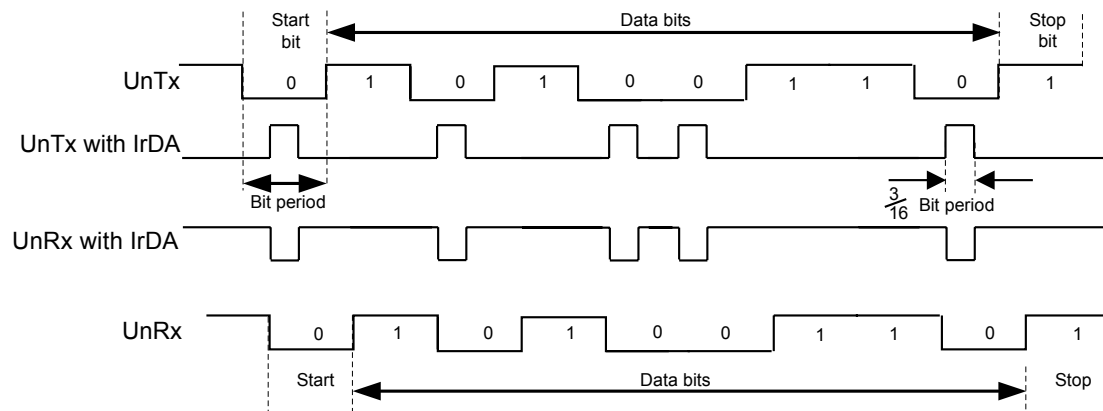 Start bit Data bits Stop bit
UnTx 0 1 0 1 0 0 1 1 0 1
UnTx with IrDA
Bit period 3/16 Bit period
UnRx with IrDA
UnRx 0 1 0 1 0 0 1 1 0 1
Start Data bits Stop